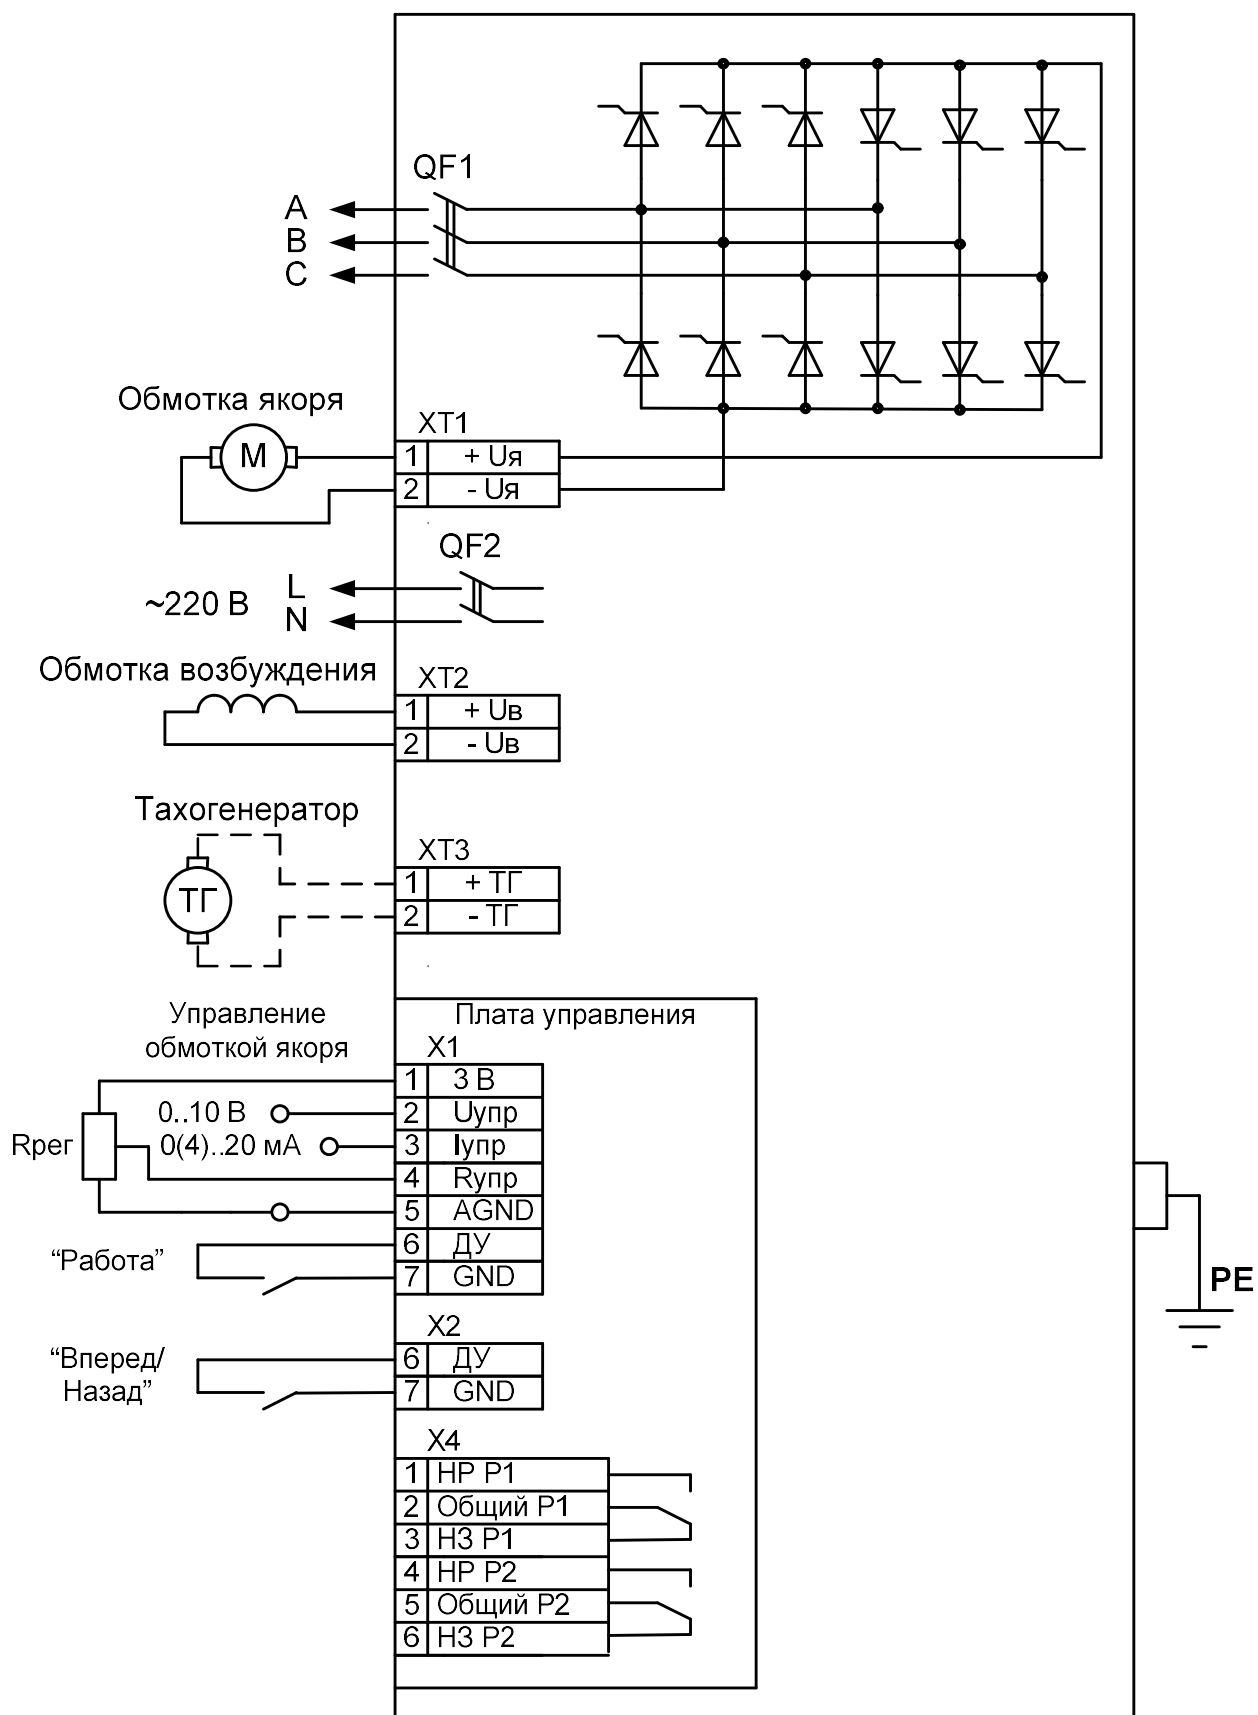 QF1
A
B
C
Обмотка якоря
XT1
М
1 + Uя
2 - Uя
QF2
~220 В
L
N
Обмотка возбуждения
XT2
1 + Uв
2 - Uв
Тахогенератор
XT3
ТГ
1 + ТГ
2 - ТГ
Управление
обмоткой якоря
Плата управления
X1
1 3 В
0..10 В 2 Uупр
Rрег 0(4)..20 мА 3 Iупр
4 Rупр
5 AGND
“Работа” 6 ДУ
7 GND
PE
X2
“Вперед/
Назад”
6 ДУ
7 GND
X4
1 НР Р1
2 Общий Р1
3 НЗ Р1
4 НР Р2
5 Общий Р2
6 НЗ Р2